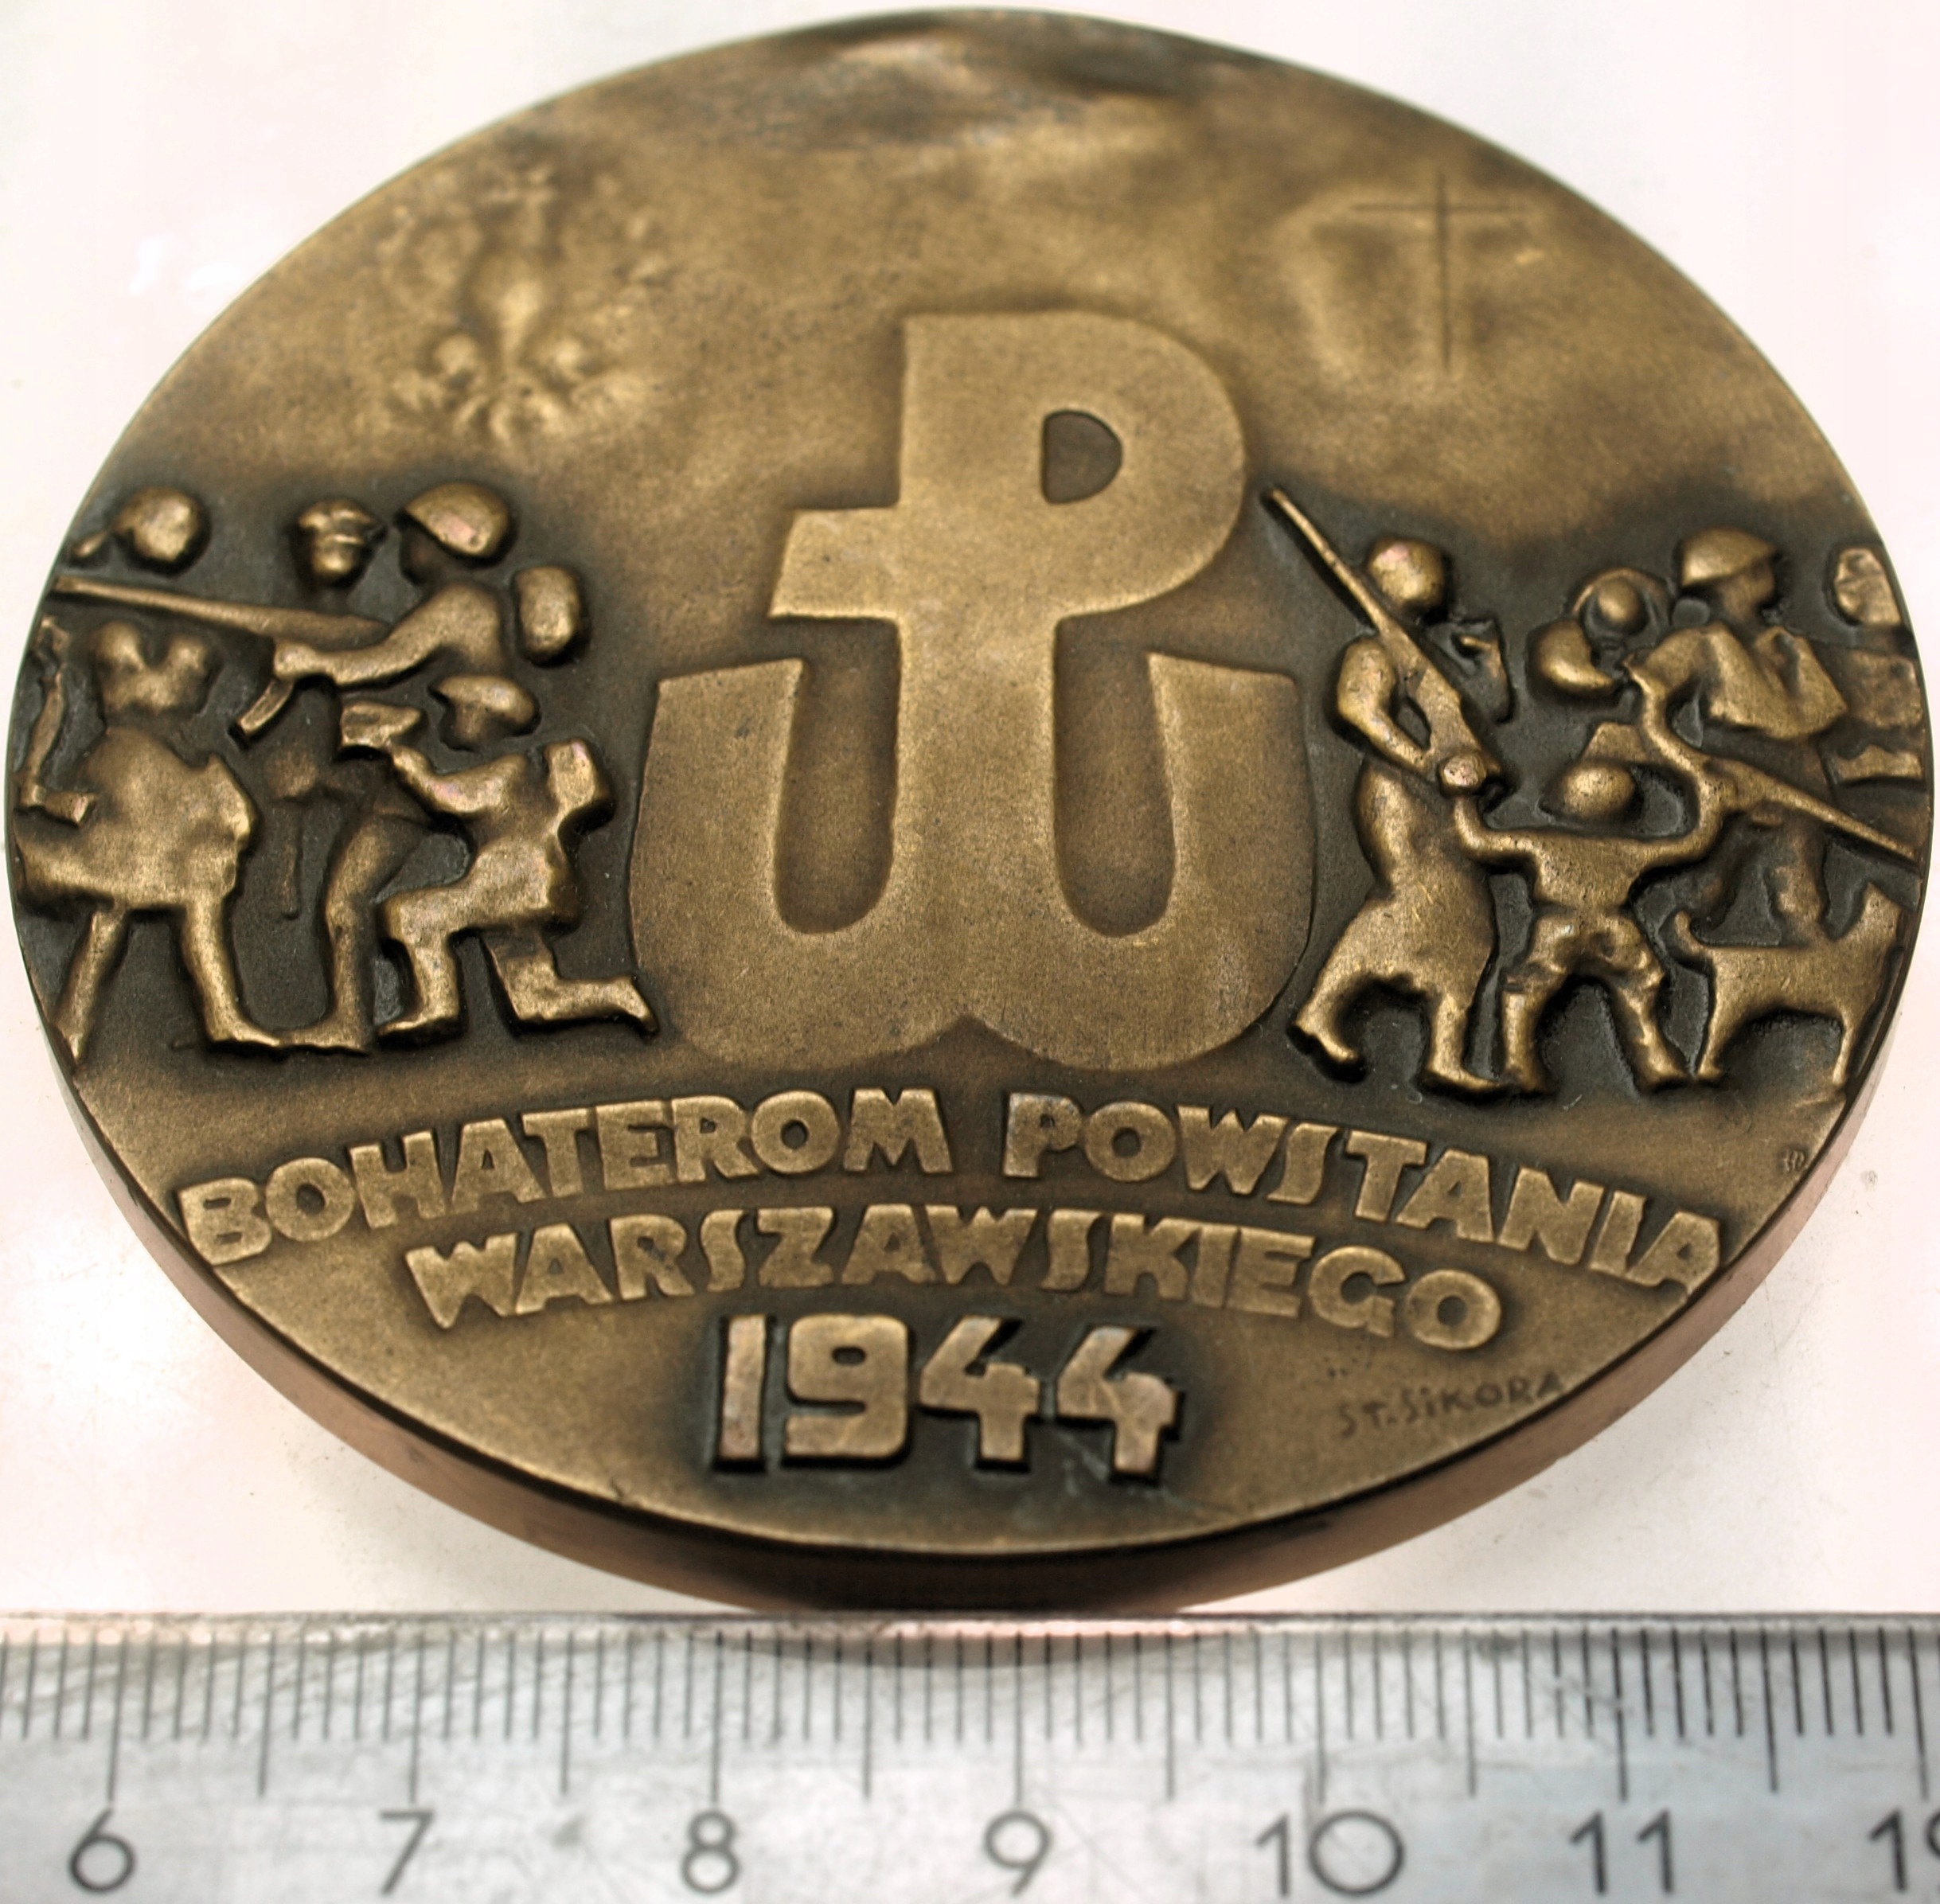 BOHATEROM POWSTANIA
WARSZAWSKIEGO
1944
ST. SIKORA
6 7 8 9 10 11